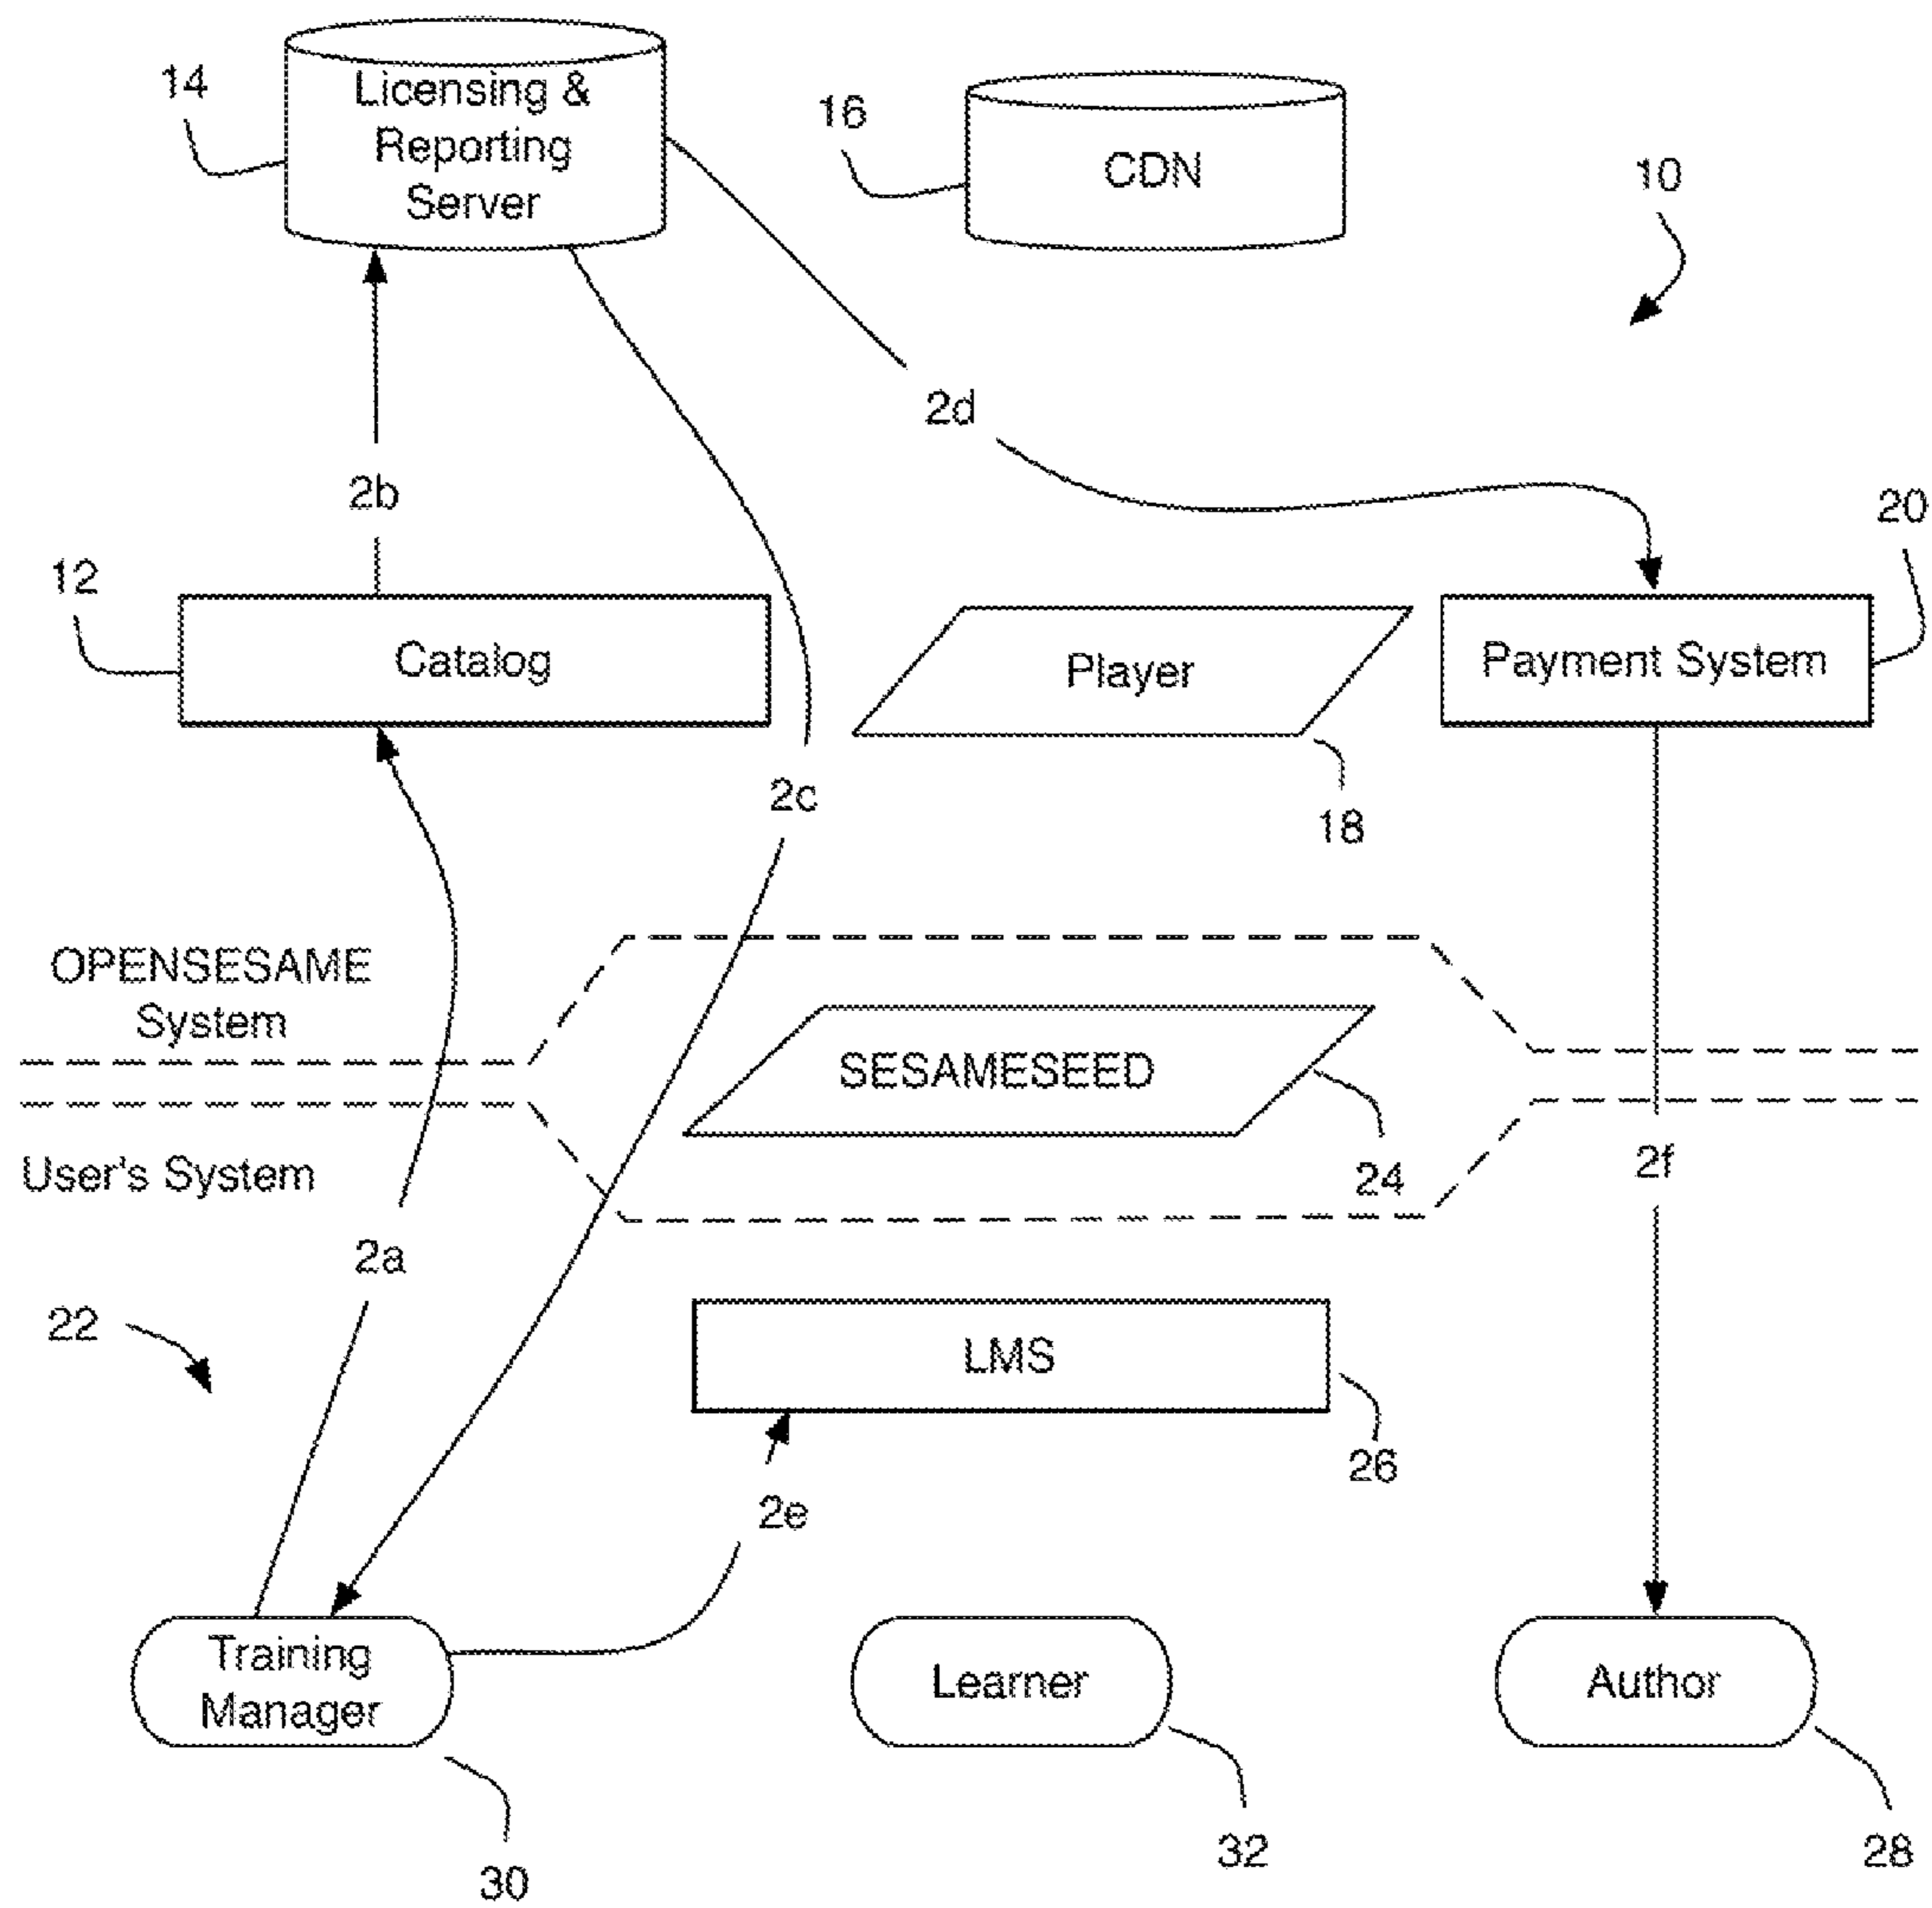 14
Licensing &
Reporting
Server
16
CDN
10
2d
2b
20
12
Catalog
Player
Payment System
2c
18
OPENSESAME
System
SESAMESEED
User's System
24
2f
2a
22
LMS
26
2e
Training
Manager
Learner
Author
30
32
28